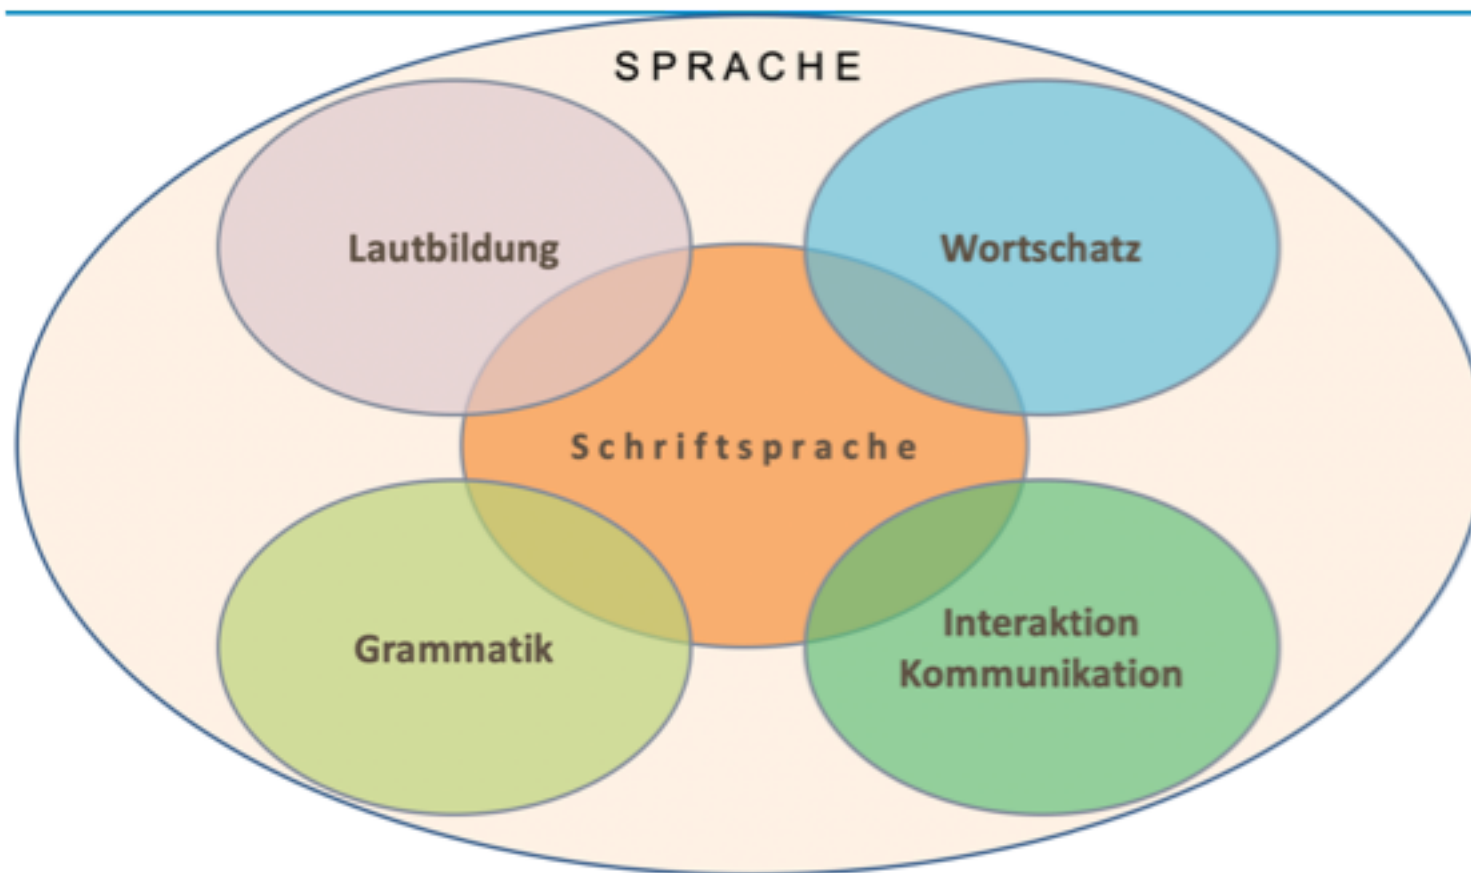 SPRACHE
Lautbildung
Wortschatz
Schriftsprache
Grammatik
Interaktion
Kommunikation